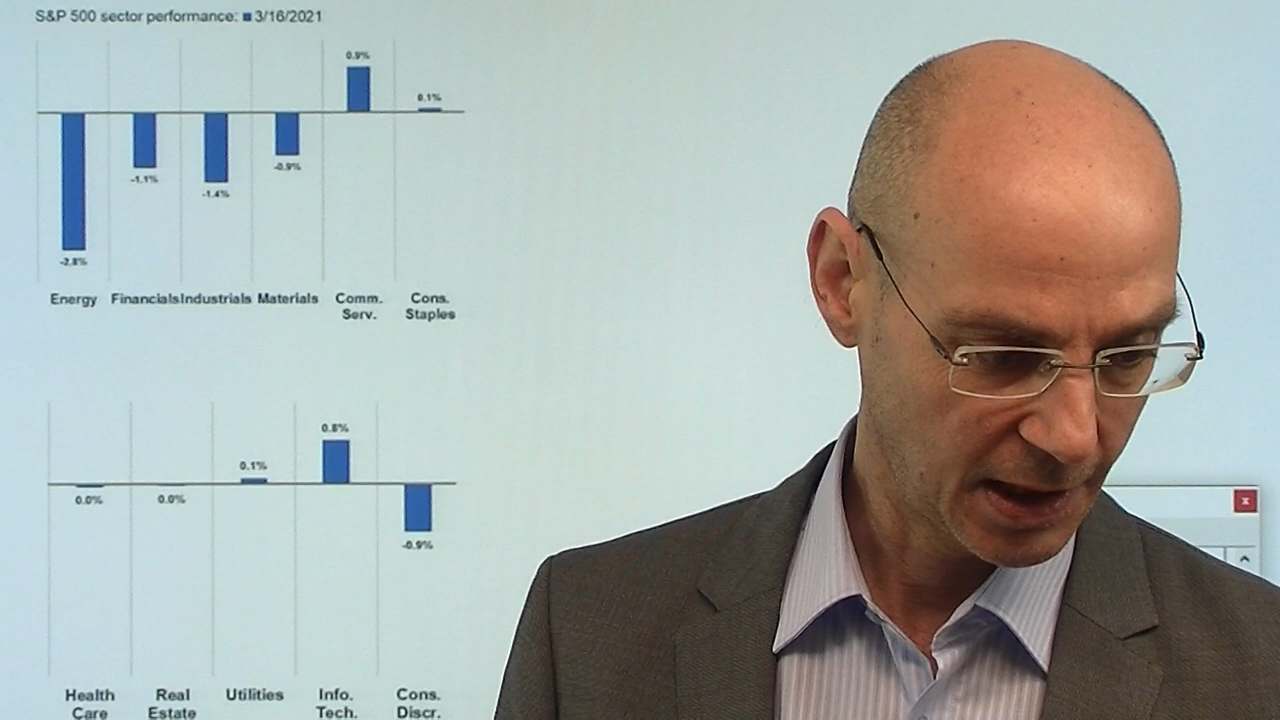 S&P 500 sector performance: 3/16/2021
0.9%
0.1%
-1.1%
-1.4%
-0.9%
-2.8%
Energy Financials Industrials Materials Comm. Serv. Cons. Staples
0.8%
0.1%
0.0%
0.0%
-0.9%
Health Care Real Estate Utilities Info. Tech. Cons. Discr.
x